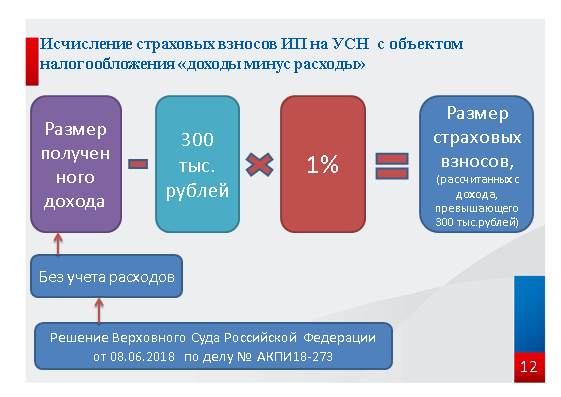 Исчисление страховых взносов ИП на УСН с объектом
налогообложения «доходы минус расходы»
Размер
получен
ного
дохода
-
300
тыс.
рублей
×
1%
=
Размер
страховых
взносов,
(рассчитанных с
дохода,
превышающего
300 тыс.рублей)
Без учета расходов
Решение Верховного Суда Российской Федерации
от 08.06.2018 по делу № АКПИ18-273
12